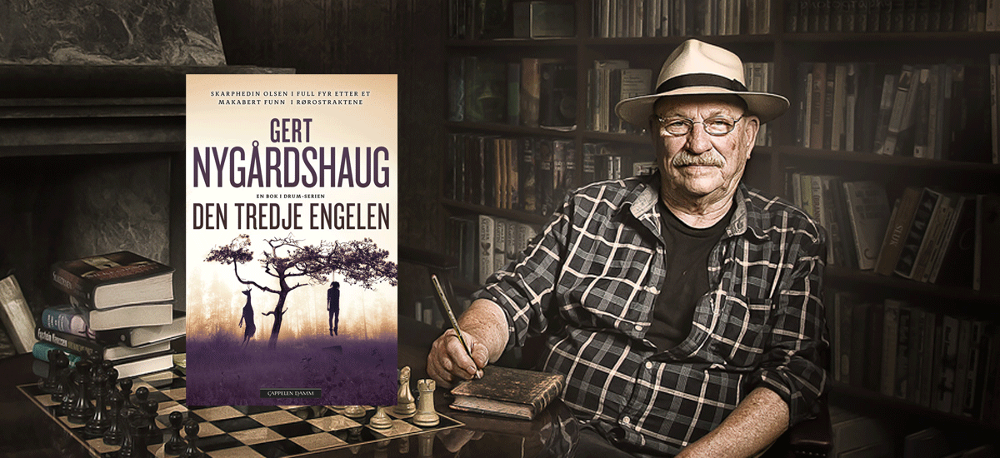 SKARPHEDIN OLSEN I FULL FYR ETTER ET
MAKABERT FUNN I RØROSTRAKTENE
GERT
NYGÅRDSHAUG
EN BOK I DRUM-SERIEN
DEN TREDJE ENGELEN
CAPPELEN DAMM